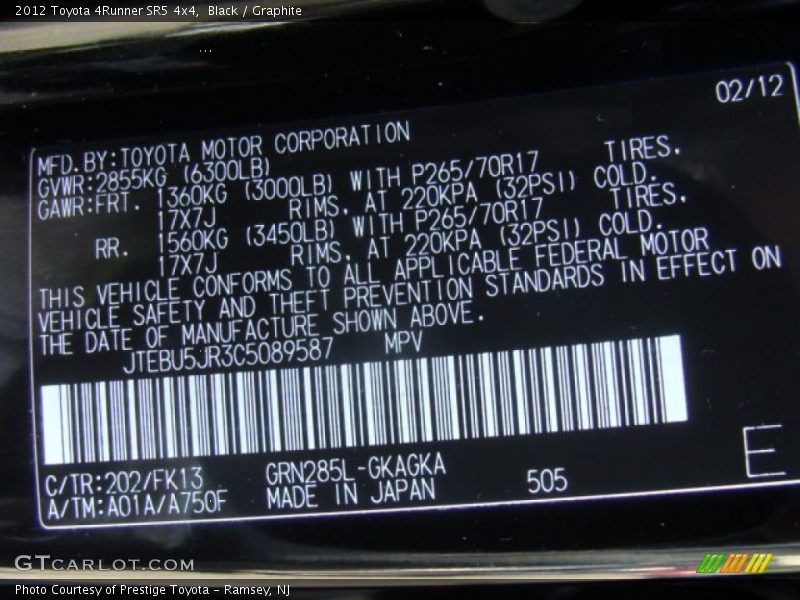 2012 Toyota 4Runner SR5 4x4, Black / Graphite
02/12
MFD.BY:TOYOTA MOTOR CORPORATION
GVWR:2855KG (6300LB)
GAWR:FRT. 1360KG (3000LB) WITH P265/70R17 TIRES.
17X7J RIMS. AT 220KPA (32PSI) COLD.
RR. 1560KG (3450LB) WITH P265/70R17 TIRES.
17X7J RIMS. AT 220KPA (32PSI) COLD.
THIS VEHICLE CONFORMS TO ALL APPLICABLE FEDERAL MOTOR
VEHICLE SAFETY AND THEFT PREVENTION STANDARDS IN EFFECT ON
THE DATE OF MANUFACTURE SHOWN ABOVE.
JTEBU5JR3C5089587 MPV
C/TR:202/FK13 GRN285L-GKAGKA
A/TM:A01A/A750F MADE IN JAPAN 505
E
GTCARLOT.COM
Photo Courtesy of Prestige Toyota - Ramsey, NJ